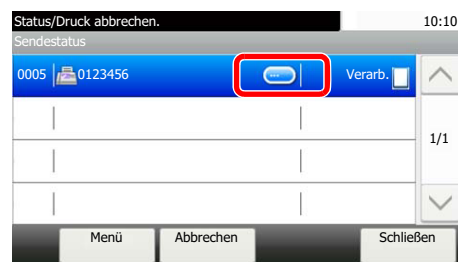 Status/Druck abbrechen. 10:10
Sendestatus
0005 0123456 ... Verarb.
1/1
Menü Abbrechen Schließen